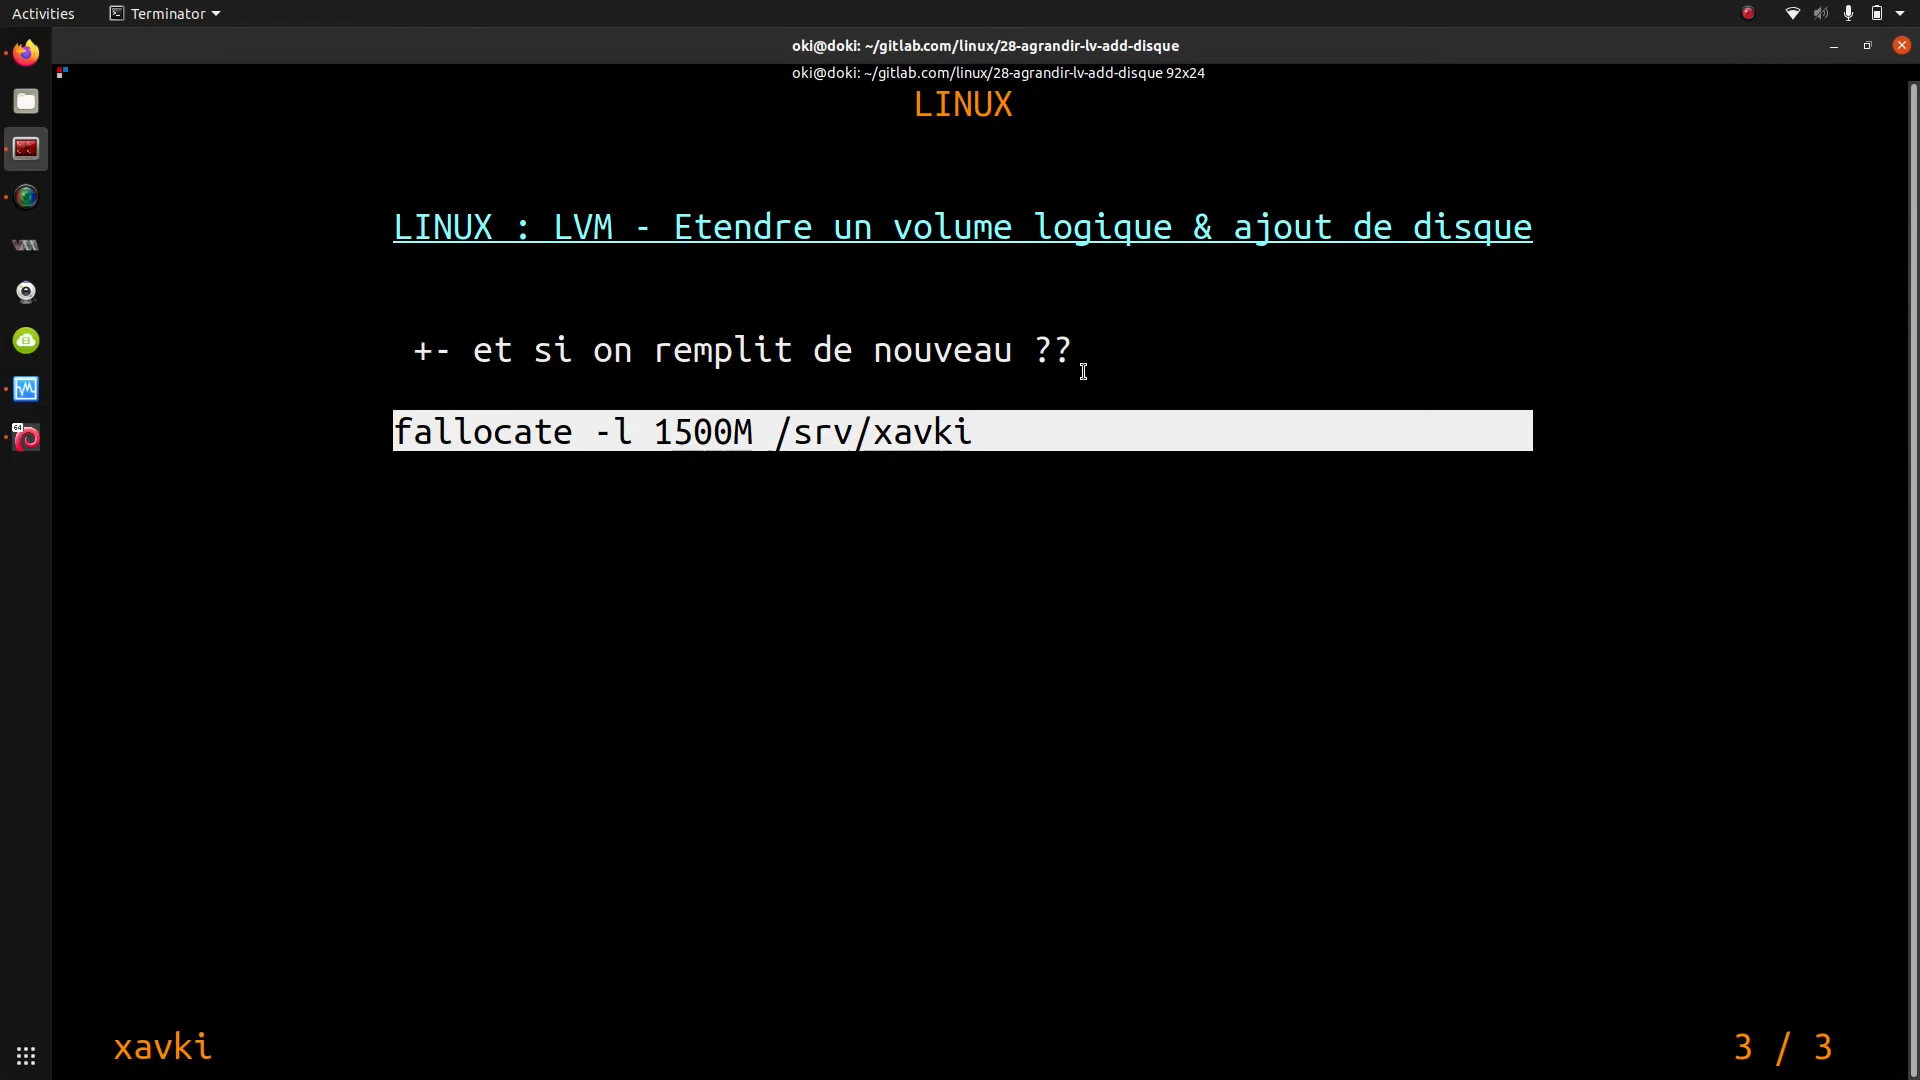 Activities
Terminator
oki@doki: ~/gitlab.com/linux/28-agrandir-lv-add-disque
oki@doki: ~/gitlab.com/linux/28-agrandir-lv-add-disque 92x24
LINUX
LINUX : LVM - Etendre un volume logique & ajout de disque
+- et si on remplit de nouveau ??
fallocate -l 1500M /srv/xavki
64
xavki
3 / 3